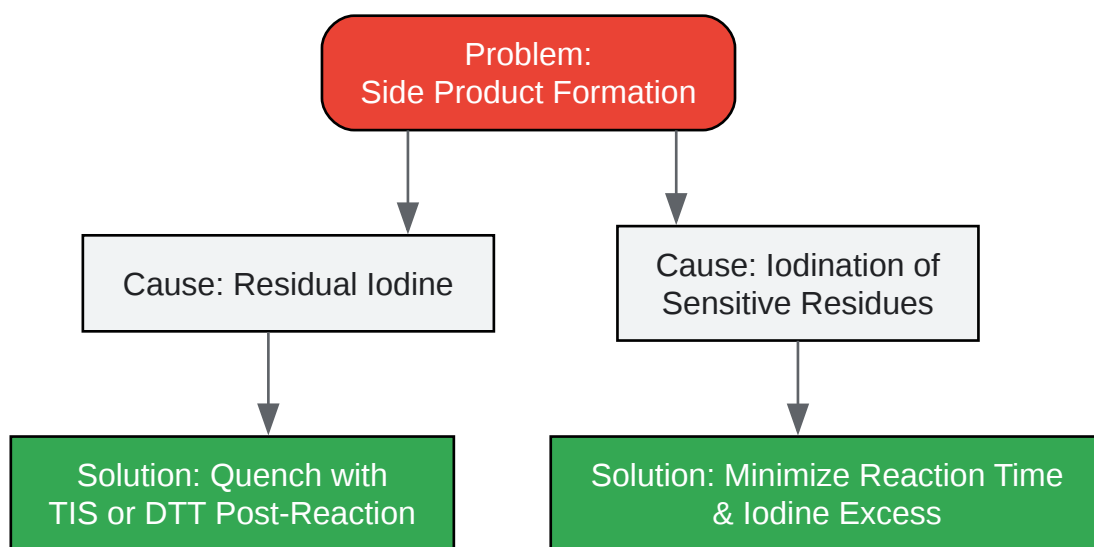 Problem:
Side Product Formation
Cause: Residual Iodine
Cause: Iodination of
Sensitive Residues
Solution: Quench with
TIS or DTT Post-Reaction
Solution: Minimize Reaction Time
& Iodine Excess